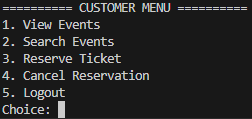 ========== CUSTOMER MENU ==========
1. View Events
2. Search Events
3. Reserve Ticket
4. Cancel Reservation
5. Logout
Choice: